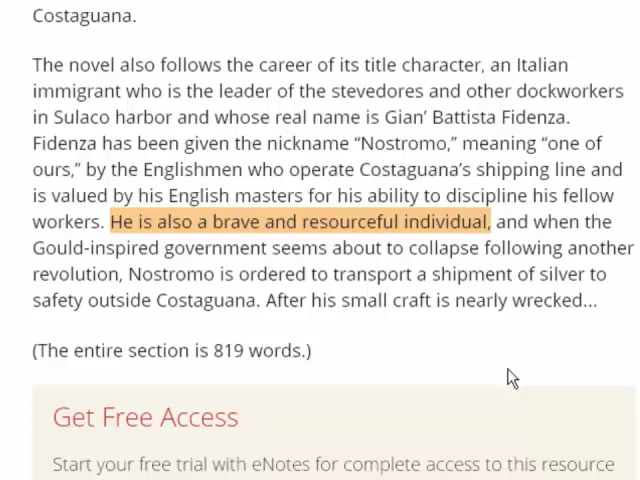 Costaguana.
The novel also follows the career of its title character, an Italian
immigrant who is the leader of the stevedores and other dockworkers
in Sulaco harbor and whose real name is Gian’ Battista Fidenza.
Fidenza has been given the nickname “Nostromo,” meaning “one of
ours,” by the Englishmen who operate Costaguana’s shipping line and
is valued by his English masters for his ability to discipline his fellow
workers. He is also a brave and resourceful individual, and when the
Gould-inspired government seems about to collapse following another
revolution, Nostromo is ordered to transport a shipment of silver to
safety outside Costaguana. After his small craft is nearly wrecked...
(The entire section is 819 words.)
Get Free Access
Start your free trial with eNotes for complete access to this resource